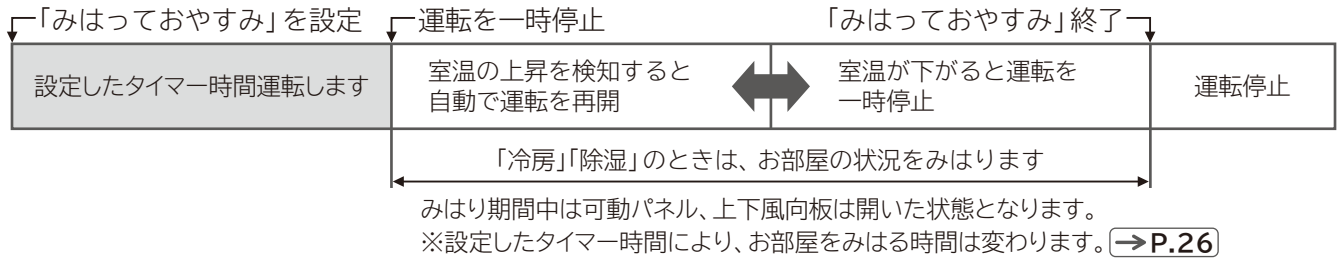 「みはっておやすみ」を設定
運転を一時停止
「みはっておやすみ」終了
設定したタイマー時間運転します
室温の上昇を検知すると
自動で運転を再開
室温が下がると運転を
一時停止
運転停止
「冷房」「除湿」のときは、お部屋の状況をみはります
みはり期間中は可動パネル、上下風向板は開いた状態となります。
※設定したタイマー時間により、お部屋をみはる時間は変わります。→P.26